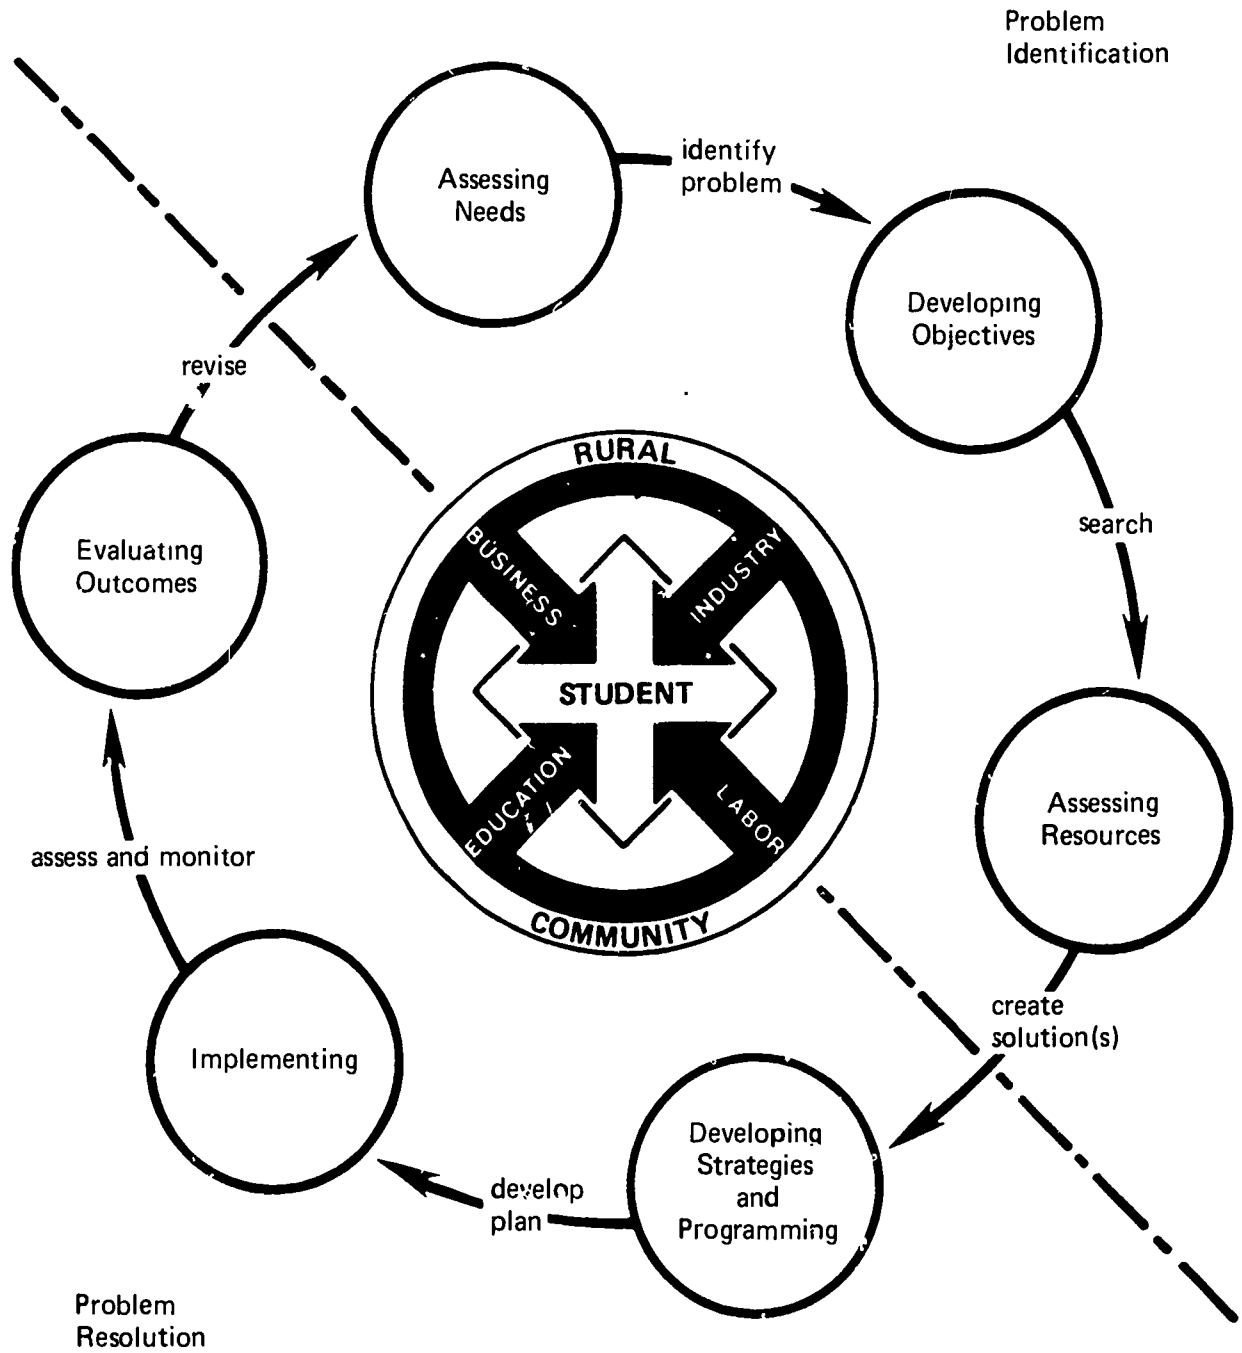 Problem
Identification
Assessing
Needs
identify
problem
Developing
Objectives
revise
search
Evaluating
Outcomes
RURAL
BUSINESS
INDUSTRY
STUDENT
EDUCATION
LABOR
COMMUNITY
Assessing
Resources
assess and monitor
create
solution(s)
Implementing
Developing
Strategies
and
Programming
develop
plan
Problem
Resolution